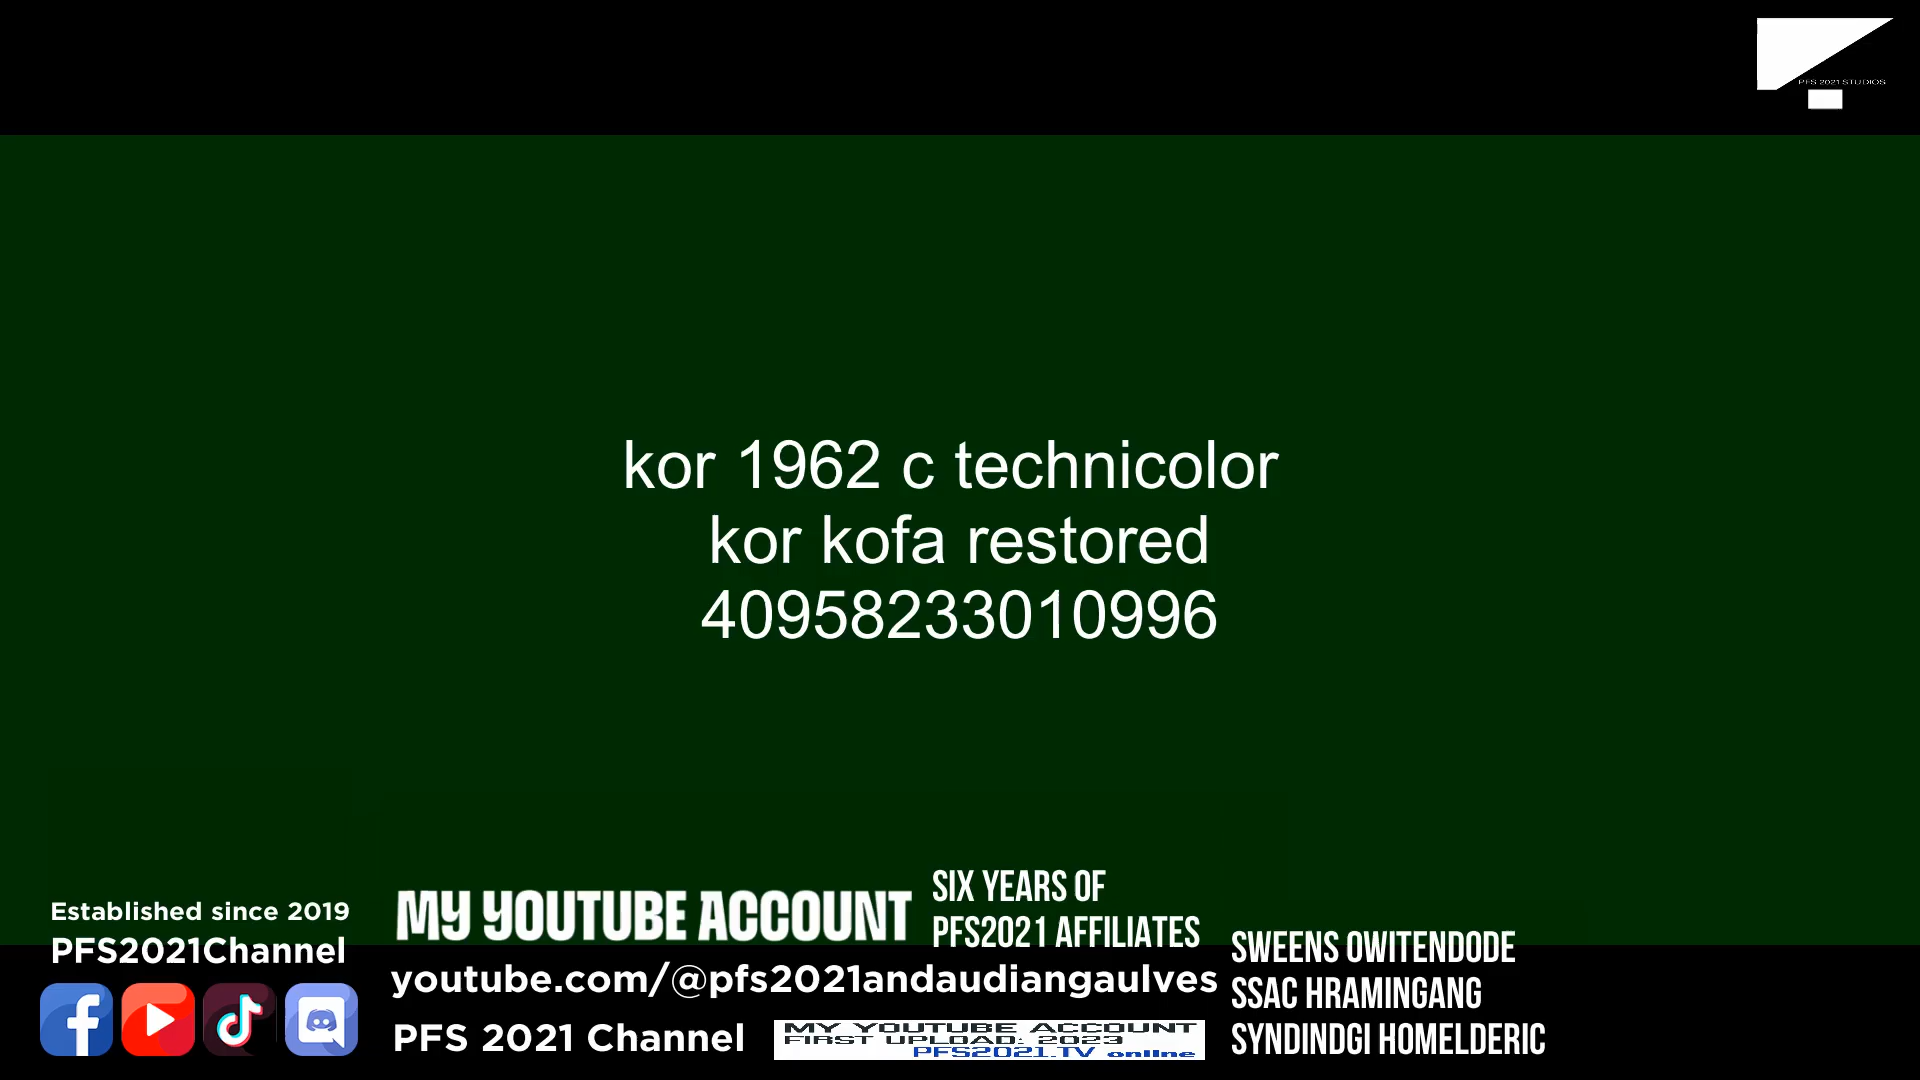 PFS 2021 STUDIOS
kor 1962 c technicolor
kor kofa restored
40958233010996
Established since 2019
PFS2021Channel
MY YOUTUBE ACCOUNT
SIX YEARS OF
PFS2021 AFFILIATES
youtube.com/@pfs2021andaudiangaulves
PFS 2021 Channel
MY YOUTUBE ACCOUNT
FIRST UPLOAD: 2023
PFS2021.TV online
SWEENS OWITENDODE
SSAC HRAMINGANG
SYNDINDGI HOMELDERIC